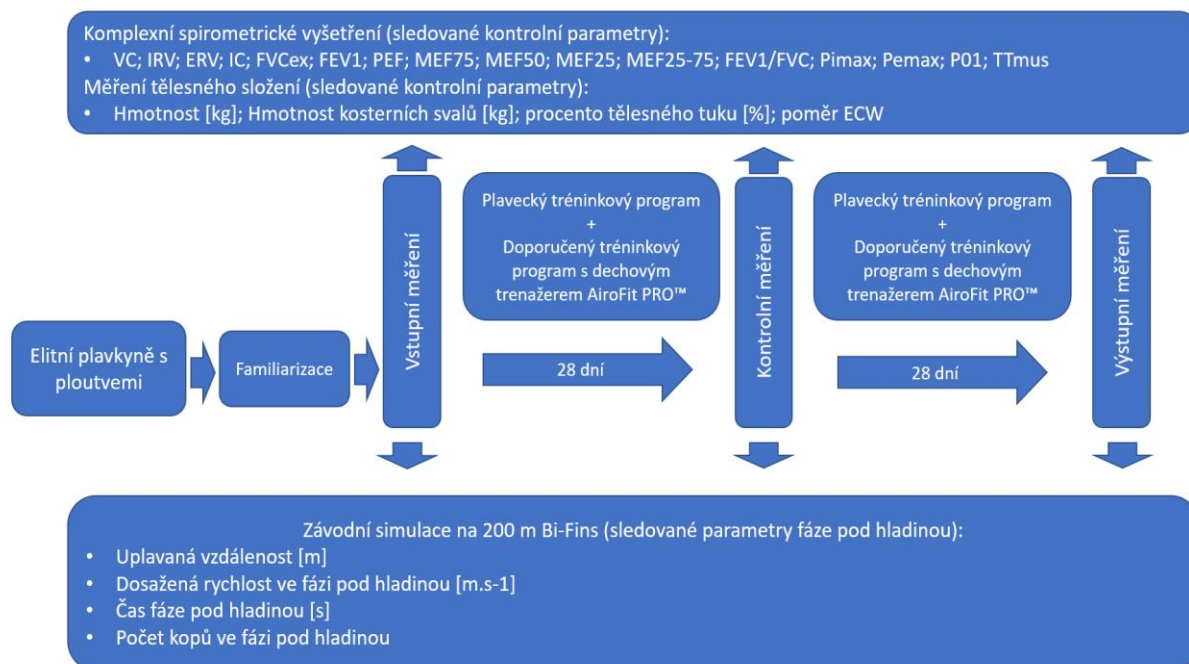 Komplexní spirometrické vyšetření (sledované kontrolní parametry):
• VC; IRV; ERV; IC; FVCex; FEV1; PEF; MEF75; MEF50; MEF25; MEF25-75; FEV1/FVC; Pimax; Pemax; P01; TTmus
Měření tělesného složení (sledované kontrolní parametry):
• Hmotnost [kg]; Hmotnost kosterních svalů [kg]; procento tělesného tuku [%]; poměr ECW
Elitní plavkyně s
ploutvemi
Familiarizace
Vstupní měření
Plavecký tréninkový program
+
Doporučený tréninkový
program s dechovým
trenažerem AiroFit PRO™
28 dní
Kontrolní měření
Plavecký tréninkový program
+
Doporučený tréninkový
program s dechovým
trenažerem AiroFit PRO™
28 dní
Výstupní měření
Závodní simulace na 200 m Bi-Fins (sledované parametry fáze pod hladinou):
• Uplavaná vzdálenost [m]
• Dosažená rychlost ve fázi pod hladinou [m.s-1]
• Čas fáze pod hladinou [s]
• Počet kopů ve fázi pod hladinou